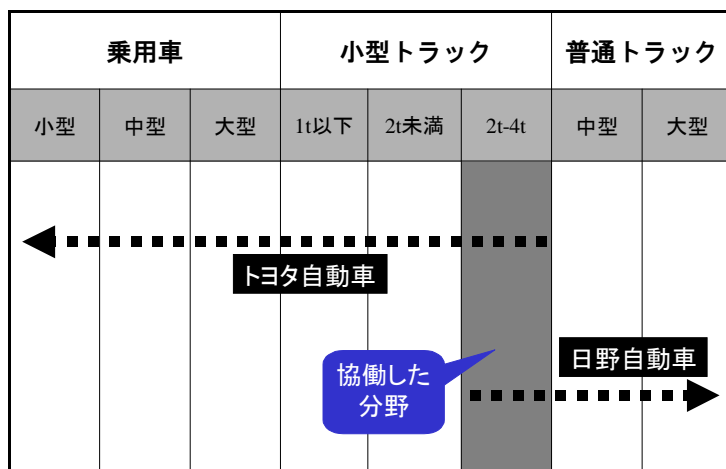 乗用車 小型トラック 普通トラック
小型 中型 大型 1t以下 2t未満 2t-4t 中型 大型
トヨタ自動車
日野自動車
協働した
分野